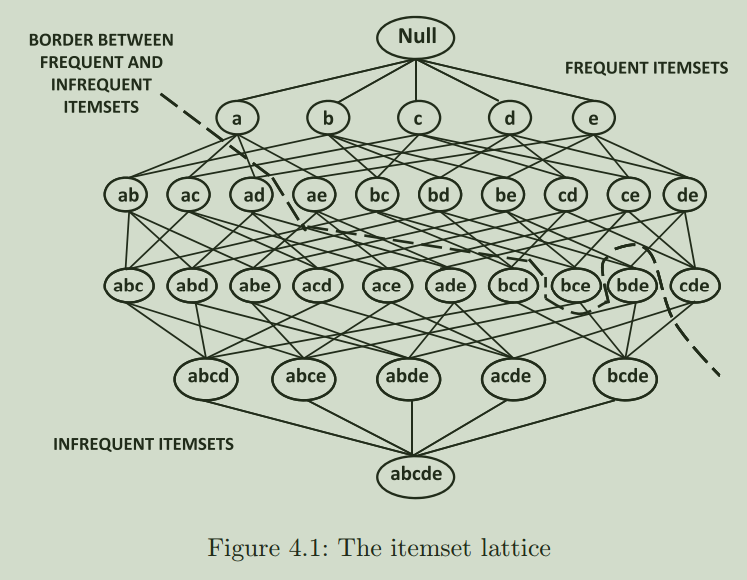 Null
BORDER BETWEEN
FREQUENT AND
INFREQUENT
ITEMSETS
FREQUENT ITEMSETS
a b c d e
ab ac ad ae bc bd be cd ce de
abc abd abe acd ace ade bcd bce bde cde
abcd abce abde acde bcde
INFREQUENT ITEMSETS
abcde
Figure 4.1: The itemset lattice